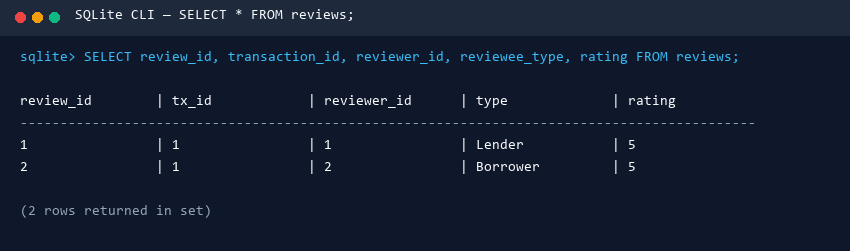 SQLite CLI — SELECT * FROM reviews;
sqlite> SELECT review_id, transaction_id, reviewer_id, reviewee_type, rating FROM reviews;
review_id | tx_id | reviewer_id | type | rating
--------------------------------------------------------------------------------------------
1 | 1 | 1 | Lender | 5
2 | 1 | 2 | Borrower | 5
(2 rows returned in set)